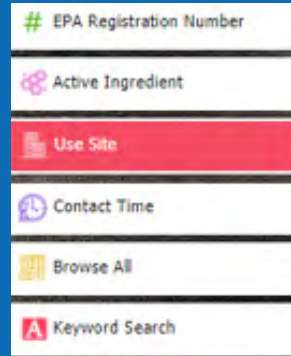 # EPA Registration Number
Active Ingredient
Use Site
Contact Time
Browse All
A Keyword Search